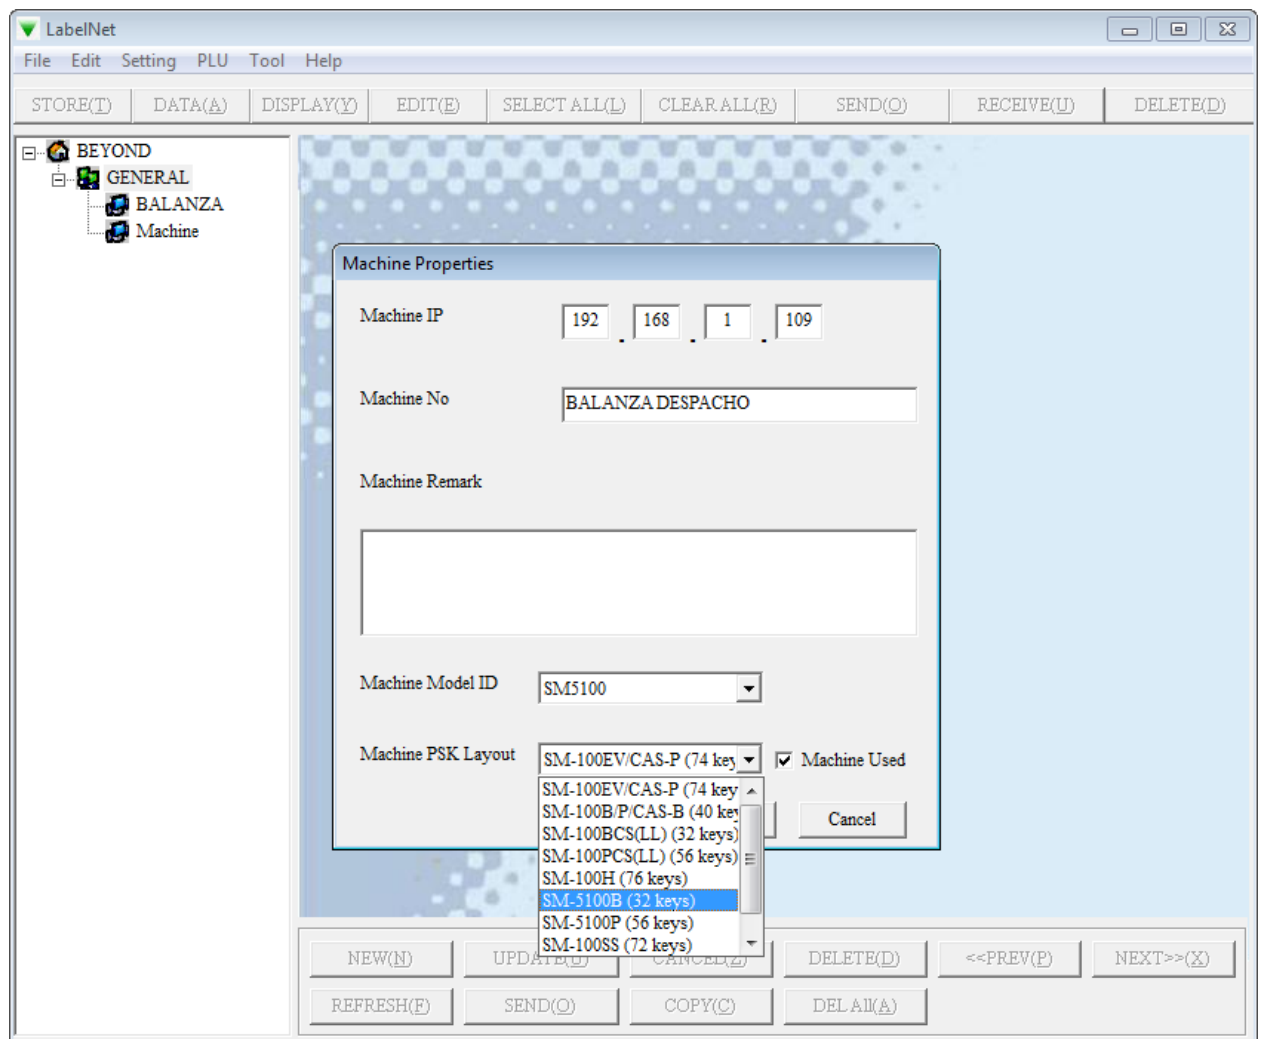 LabelNet
File Edit Setting PLU Tool Help
STORE(T) DATA(A) DISPLAY(Y) EDIT(E) SELECT ALL(L) CLEAR ALL(R) SEND(O) RECEIVE(U) DELETE(D)
BEYOND
GENERAL
BALANZA
Machine
Machine Properties
Machine IP 192 . 168 . 1 . 109
Machine No BALANZA DESPACHO
Machine Remark
Machine Model ID SM5100
Machine PSK Layout SM-100EV/CAS-P (74 key Machine Used
SM-100EV/CAS-P (74 key
SM-100B/P/CAS-B (40 key
SM-100BCS(LL) (32 keys)
SM-100PCS(LL) (56 keys)
SM-100H (76 keys)
SM-5100B (32 keys)
SM-5100P (56 keys)
SM-100SS (72 keys)
Cancel
NEW(N) UPDATE(U) CANCEL(Z) DELETE(D) <<PREV(P) NEXT>>(X)
REFRESH(F) SEND(O) COPY(C) DEL All(A)